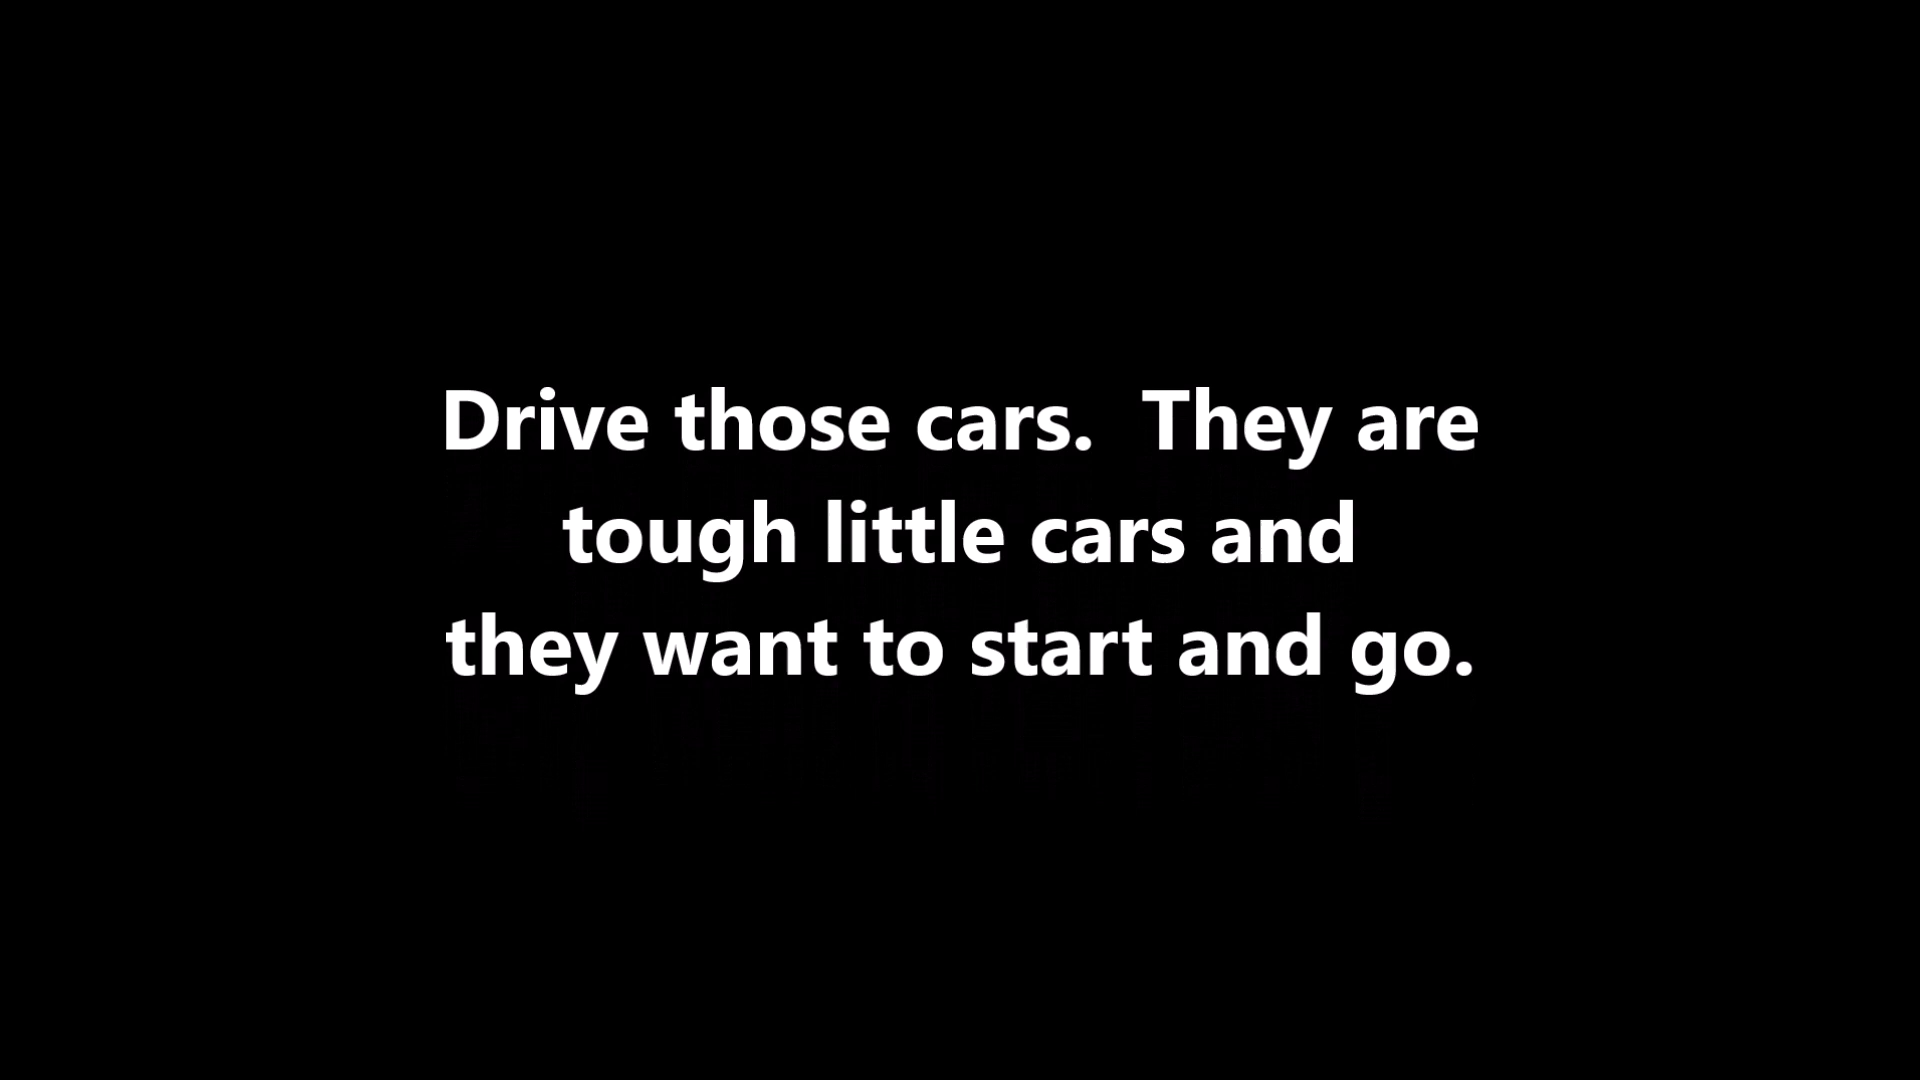 Drive those cars.  They are
tough little cars and
they want to start and go.